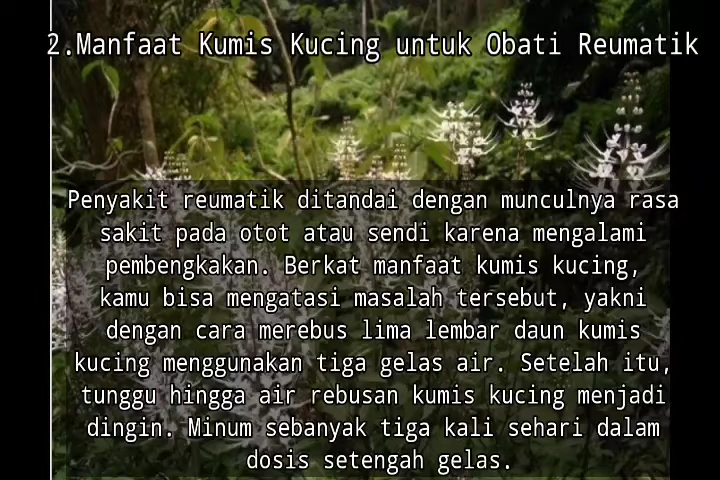 2.Manfaat Kumis Kucing untuk Obati Reumatik
Penyakit reumatik ditandai dengan munculnya rasa
sakit pada otot atau sendi karena mengalami
pembengkakan. Berkat manfaat kumis kucing,
kamu bisa mengatasi masalah tersebut, yakni
dengan cara merebus lima lembar daun kumis
kucing menggunakan tiga gelas air. Setelah itu,
tunggu hingga air rebusan kumis kucing menjadi
dingin. Minum sebanyak tiga kali sehari dalam
dosis setengah gelas.